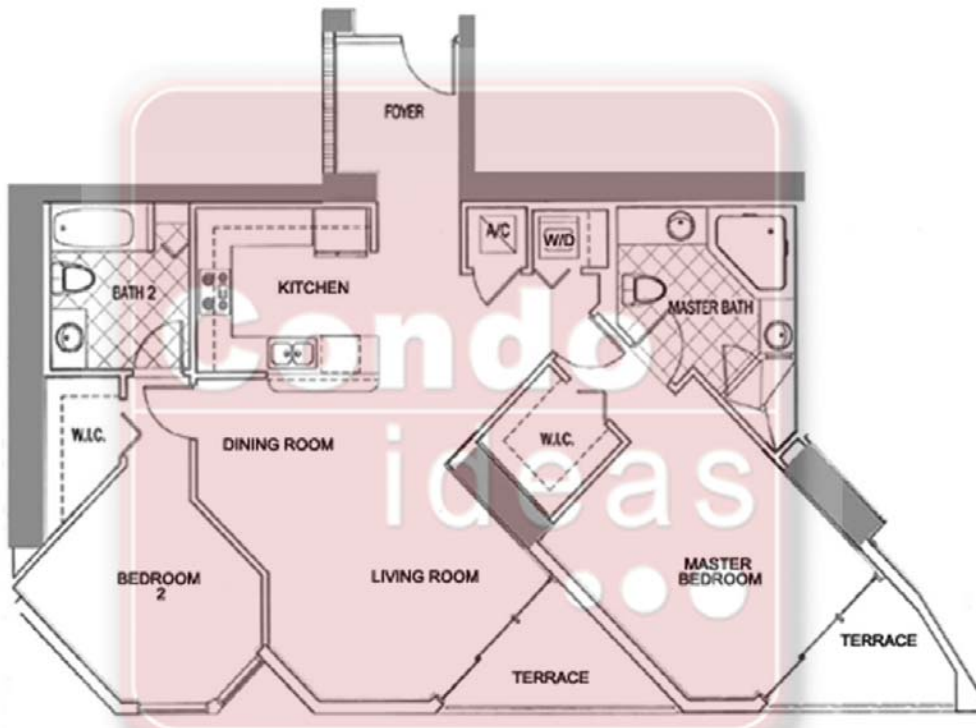 FOYER
A/C
W/D
KITCHEN
BATH 2
MASTER BATH
Condo
W.I.C.
DINING ROOM
W.I.C.
ideas
BEDROOM
2
LIVING ROOM
MASTER
BEDROOM
TERRACE
TERRACE